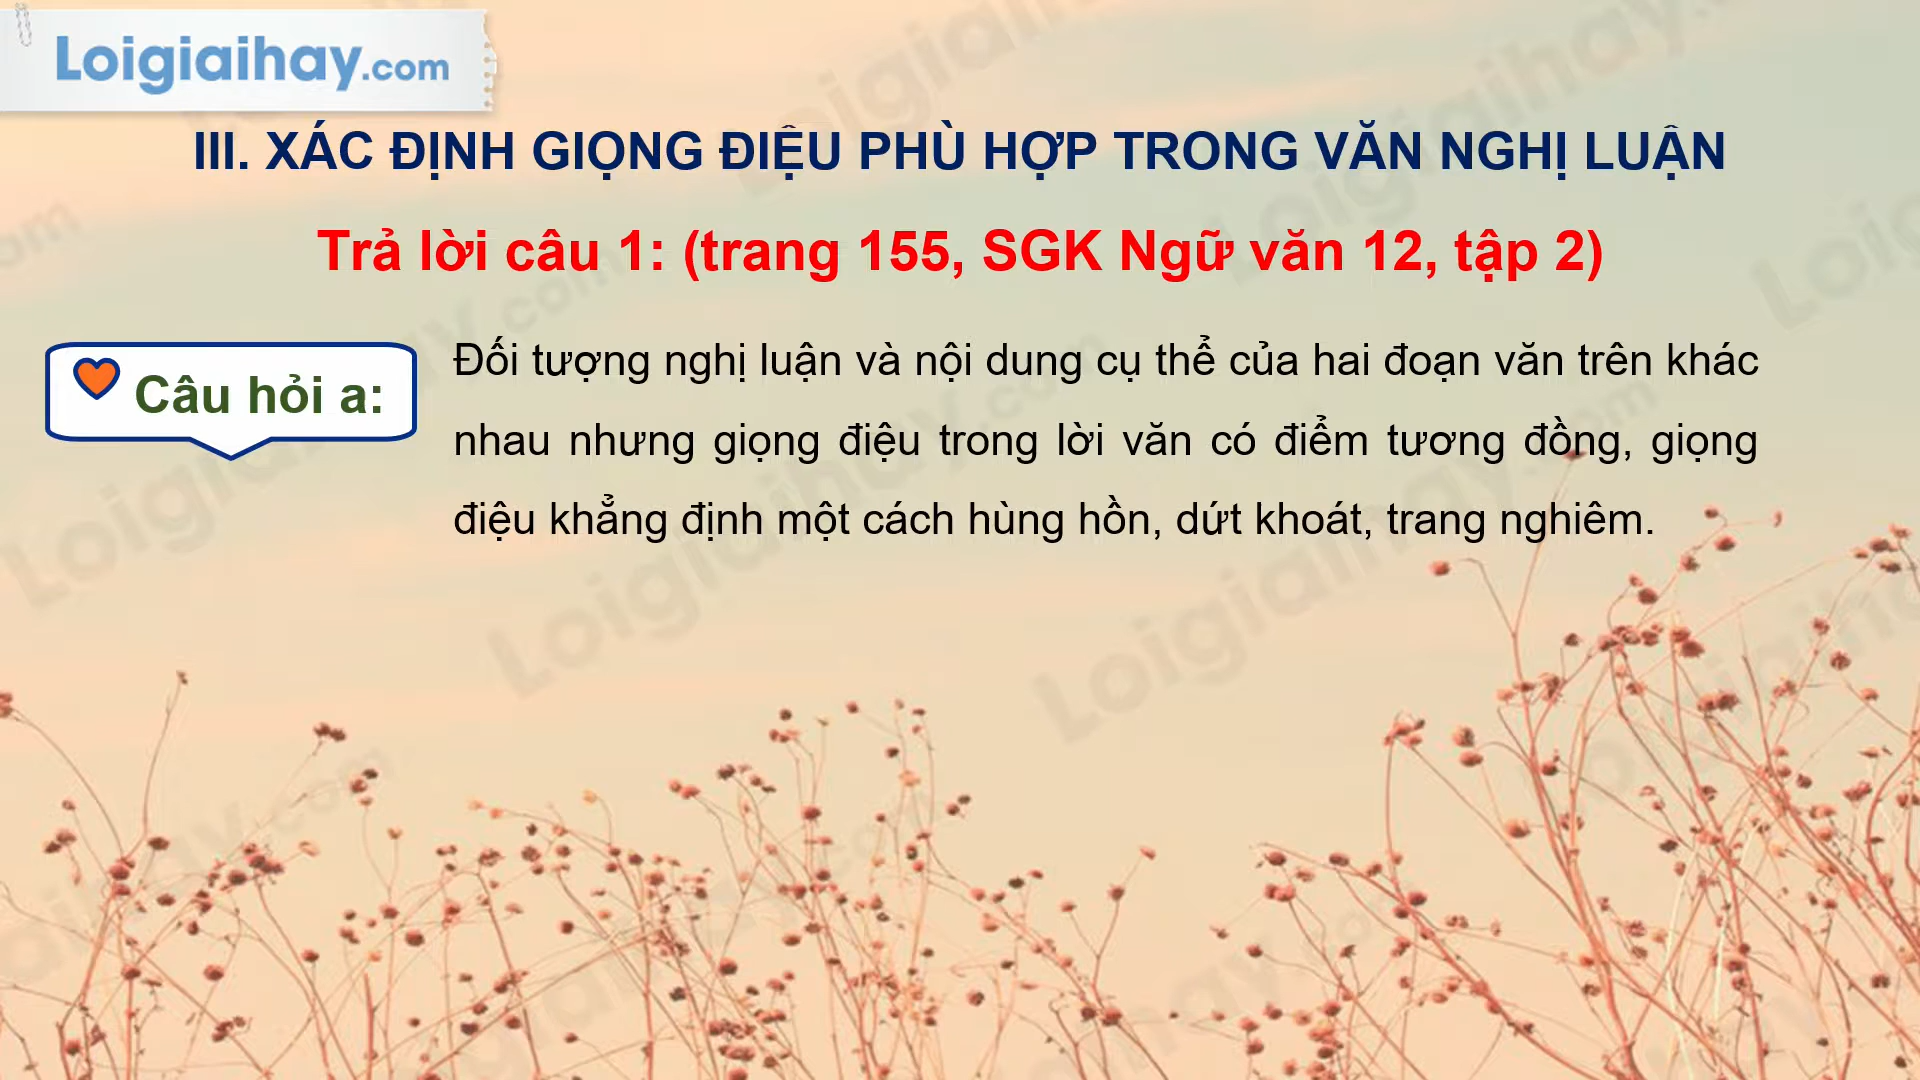 Loigiaihay.com
III. XÁC ĐỊNH GIỌNG ĐIỆU PHÙ HỢP TRONG VĂN NGHỊ LUẬN
Trả lời câu 1: (trang 155, SGK Ngữ văn 12, tập 2)
Câu hỏi a:
Đối tượng nghị luận và nội dung cụ thể của hai đoạn văn trên khác
nhau nhưng giọng điệu trong lời văn có điểm tương đồng, giọng
điệu khẳng định một cách hùng hồn, dứt khoát, trang nghiêm.